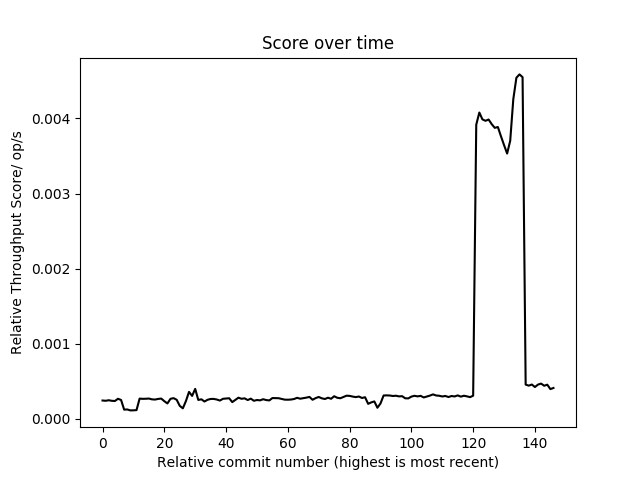 Score over time
Relative Throughput Score/ op/s
0.004
0.003
0.002
0.001
0.000
0 20 40 60 80 100 120 140
Relative commit number (highest is most recent)